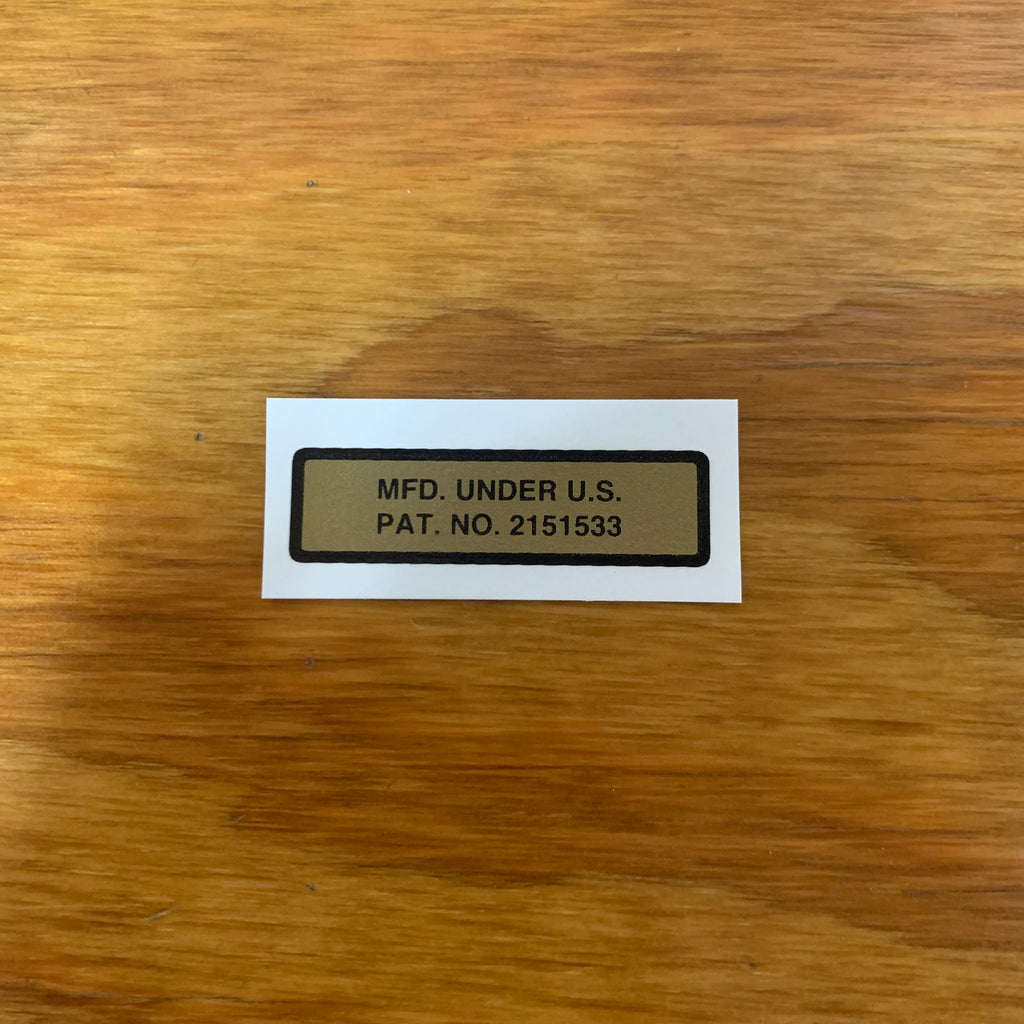 MFD. UNDER U.S.
PAT. NO. 2151533